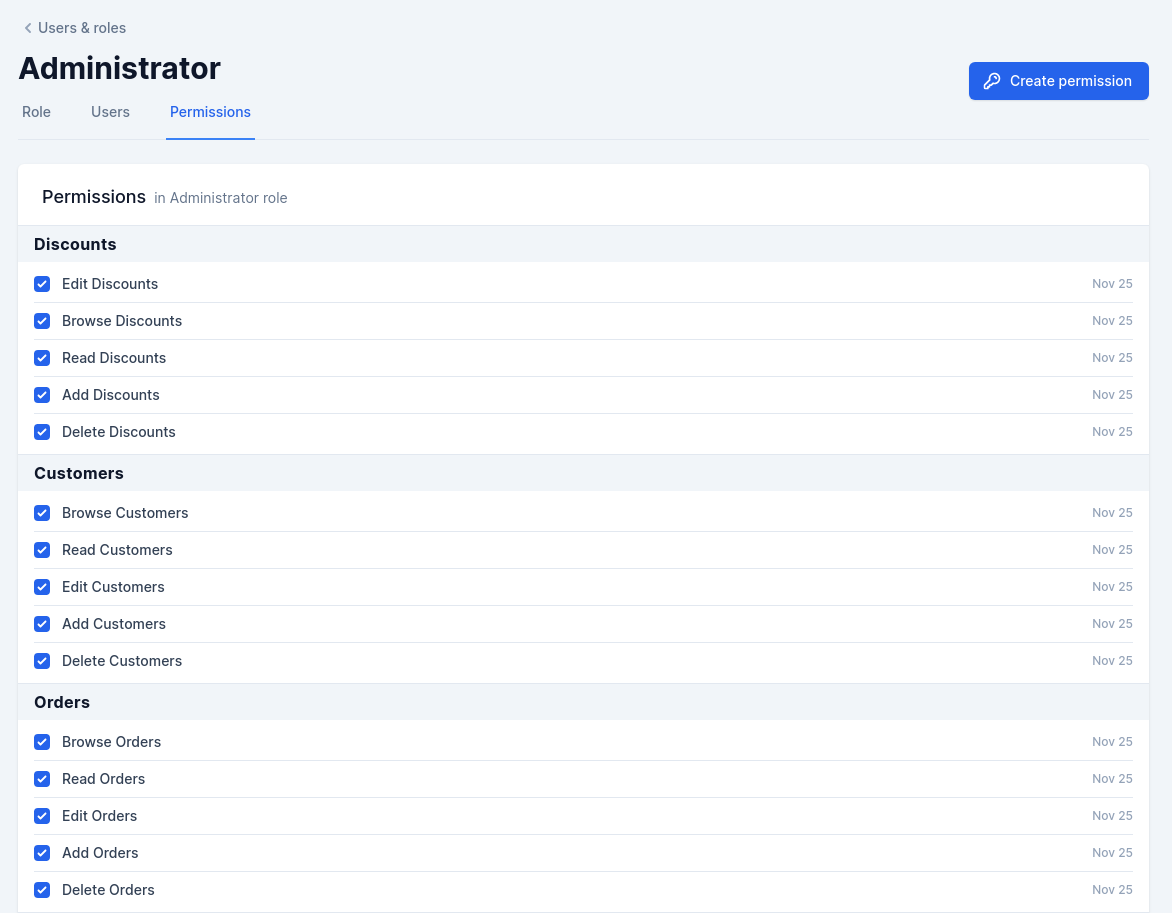 Users & roles
Administrator
Create permission
Role Users Permissions
Permissions in Administrator role
Discounts
Edit Discounts Nov 25
Browse Discounts Nov 25
Read Discounts Nov 25
Add Discounts Nov 25
Delete Discounts Nov 25
Customers
Browse Customers Nov 25
Read Customers Nov 25
Edit Customers Nov 25
Add Customers Nov 25
Delete Customers Nov 25
Orders
Browse Orders Nov 25
Read Orders Nov 25
Edit Orders Nov 25
Add Orders Nov 25
Delete Orders Nov 25